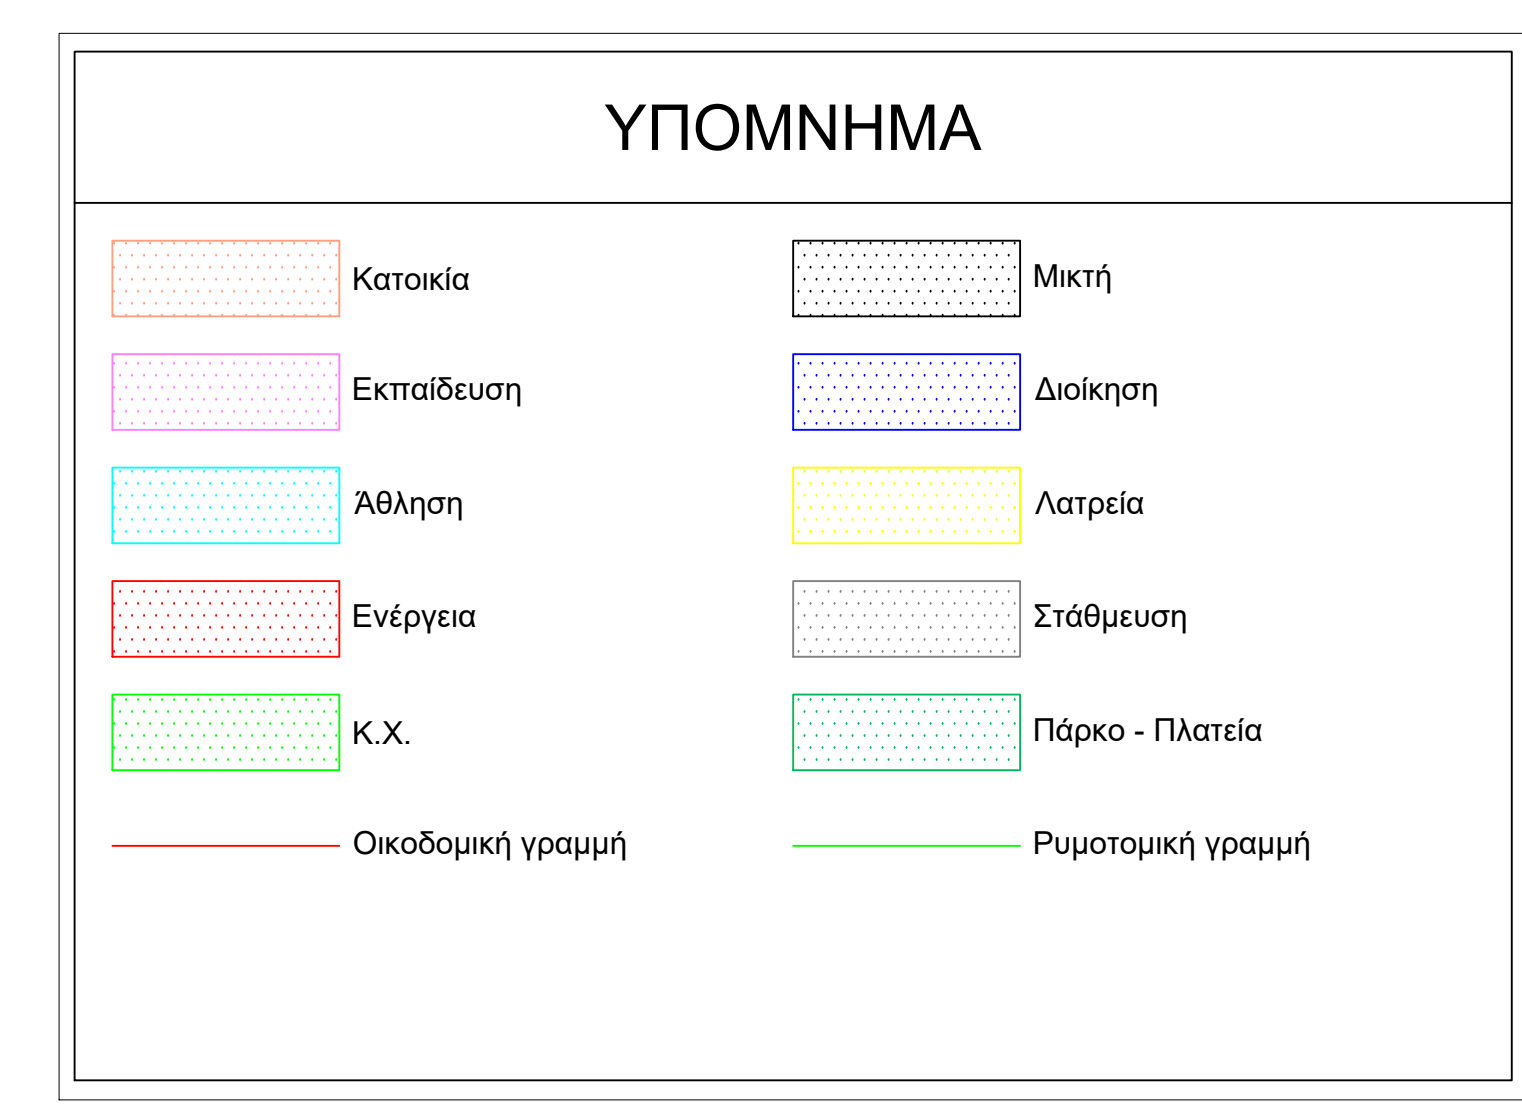 ΥΠΟΜΝΗΜΑ
Κατοικία
Μικτή
Εκπαίδευση
Διοίκηση
Άθληση
Λατρεία
Ενέργεια
Στάθμευση
Κ.Χ.
Πάρκο - Πλατεία
Οικοδομική γραμμή
Ρυμοτομική γραμμή